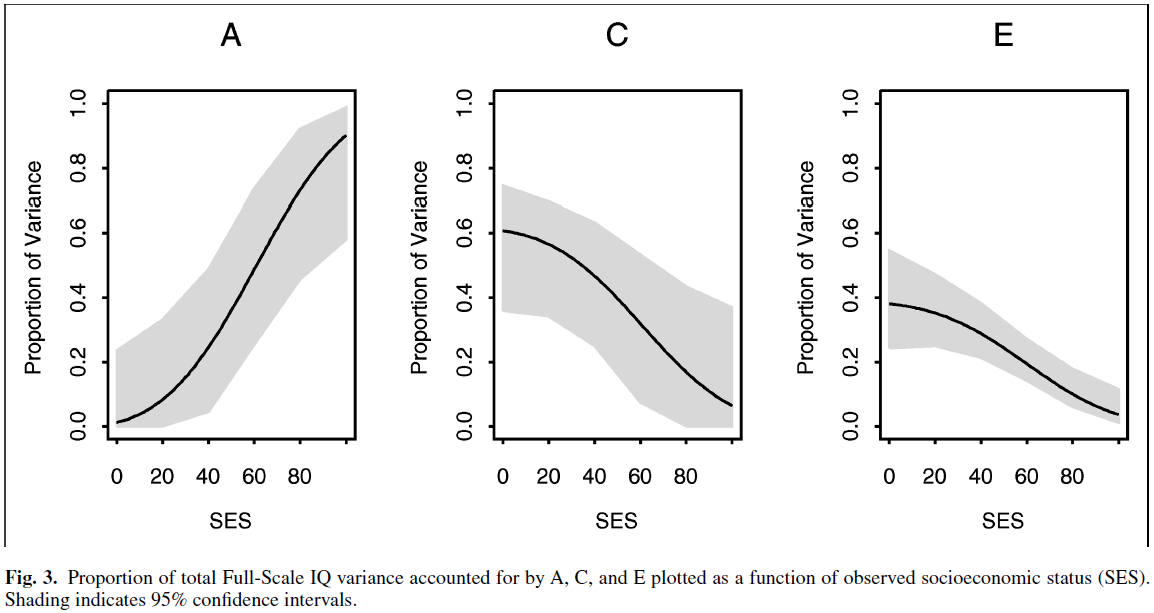 A C E
1.0 1.0 1.0
0.8 0.8 0.8
0.6 0.6 0.6
0.4 0.4 0.4
0.2 0.2 0.2
0.0 0.0 0.0
Proportion of Variance Proportion of Variance Proportion of Variance
0 20 40 60 80 0 20 40 60 80 0 20 40 60 80
SES SES SES
Fig. 3. Proportion of total Full-Scale IQ variance accounted for by A, C, and E plotted as a function of observed socioeconomic status (SES).
Shading indicates 95% confidence intervals.